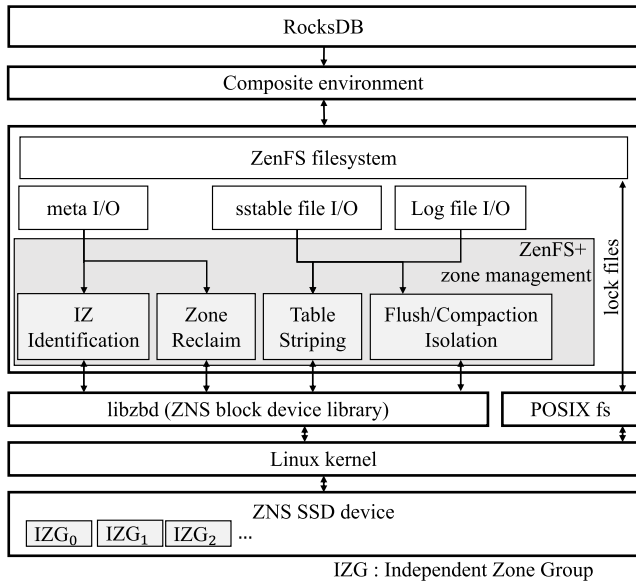 RocksDB
Composite environment
ZenFS filesystem
meta I/O
sstable file I/O
Log file I/O
ZenFS+
zone management
lock files
IZ
Identification
Zone
Reclaim
Table
Striping
Flush/Compaction
Isolation
libzbd (ZNS block device library)
POSIX fs
Linux kernel
ZNS SSD device
IZG₀
IZG₁
IZG₂
...
IZG : Independent Zone Group